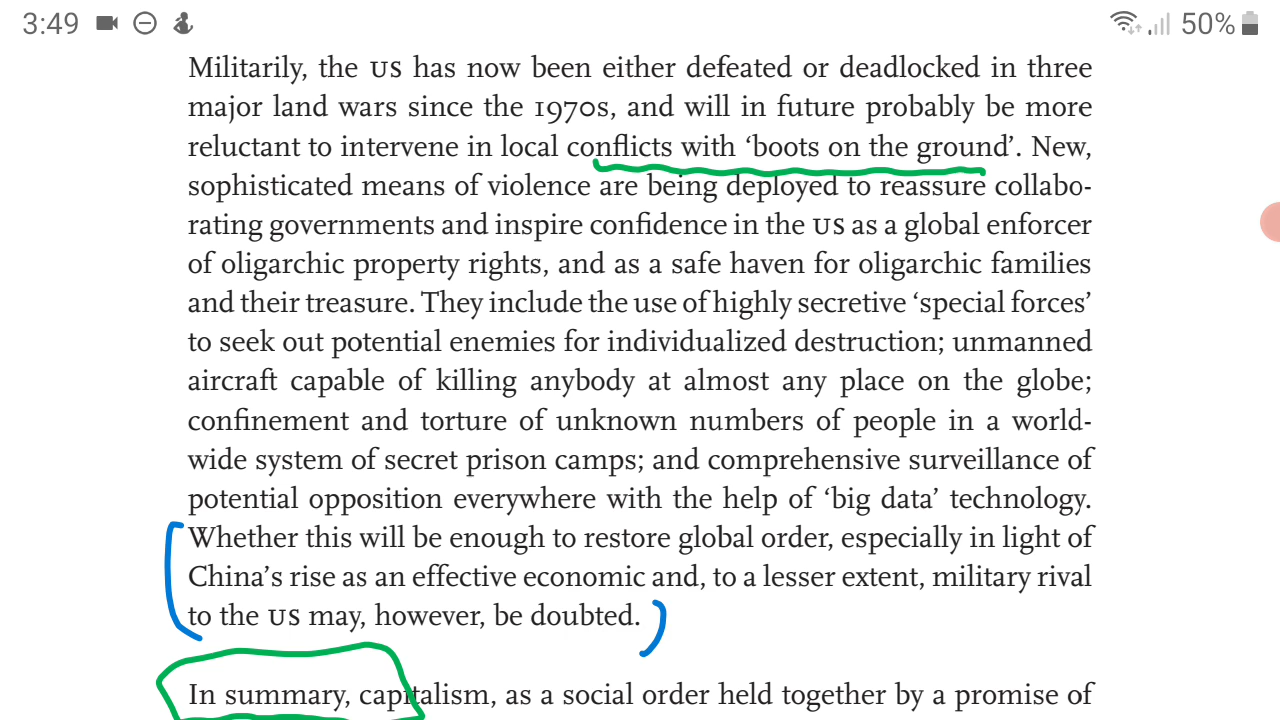 3:49 50%
Militarily, the US has now been either defeated or deadlocked in three
major land wars since the 1970s, and will in future probably be more
reluctant to intervene in local conflicts with ‘boots on the ground’. New,
sophisticated means of violence are being deployed to reassure collabo-
rating governments and inspire confidence in the US as a global enforcer
of oligarchic property rights, and as a safe haven for oligarchic families
and their treasure. They include the use of highly secretive ‘special forces’
to seek out potential enemies for individualized destruction; unmanned
aircraft capable of killing anybody at almost any place on the globe;
confinement and torture of unknown numbers of people in a world-
wide system of secret prison camps; and comprehensive surveillance of
potential opposition everywhere with the help of ‘big data’ technology.
Whether this will be enough to restore global order, especially in light of
China’s rise as an effective economic and, to a lesser extent, military rival
to the US may, however, be doubted.
In summary, capitalism, as a social order held together by a promise of